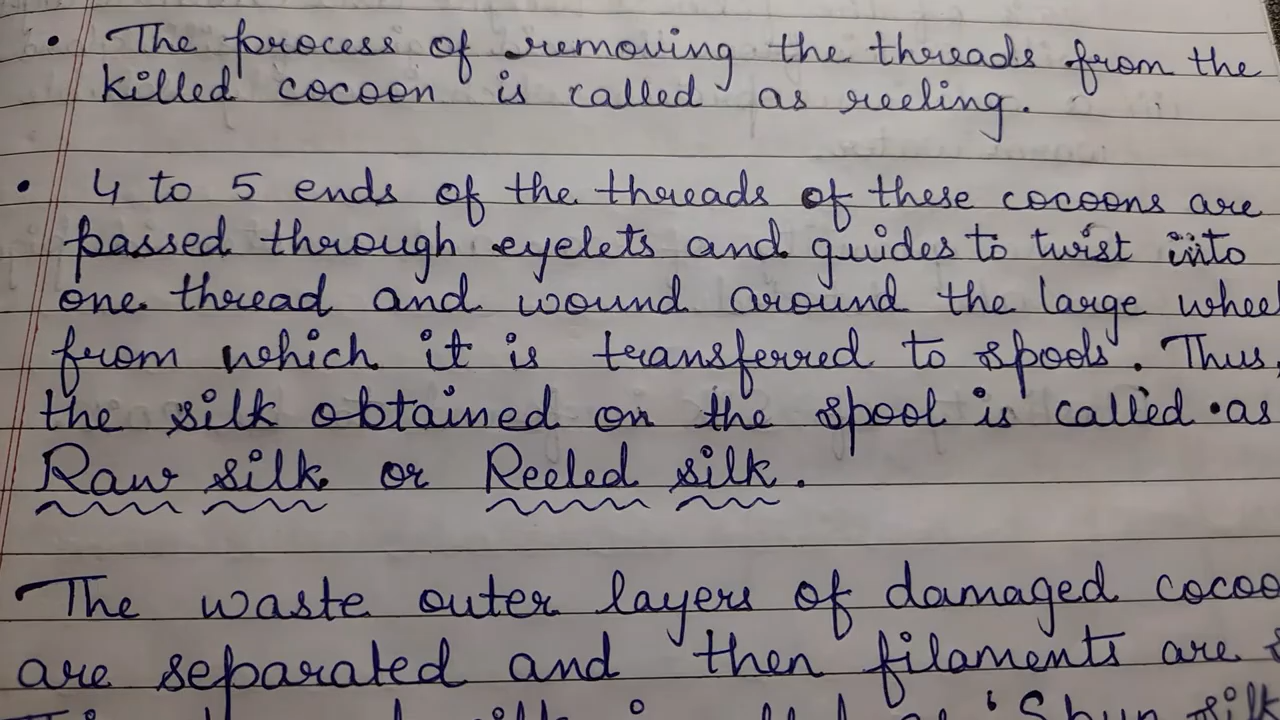 • The process of removing the threads from the
killed cocoon is called as reeling.
• 4 to 5 ends of the threads of these cocoons are
passed through eyelets and guides to twist into
one thread and wound around the large wheel
from which it is transferred to spools. Thus,
the silk obtained on the spool is called as
Raw silk or Reeled silk.
The waste outer layers of damaged cocoo
are separated and then filaments are
silk